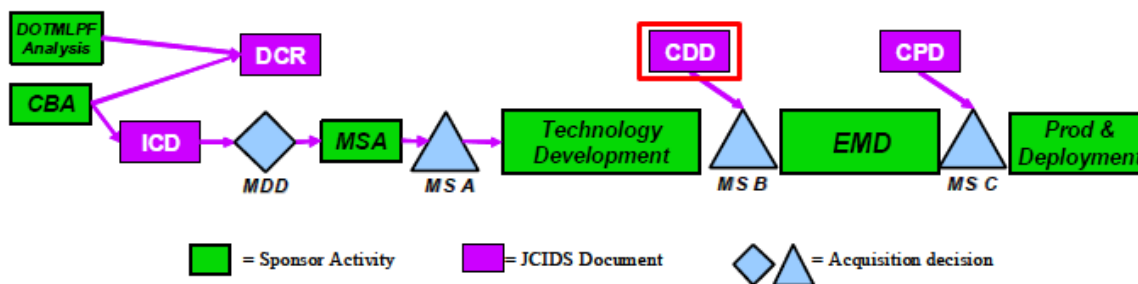 DOTMLPF
Analysis
DCR
CDD
CPD
CBA
ICD
MDD
MSA
MS A
Technology
Development
MS B
EMD
MS C
Prod &
Deployment
= Sponsor Activity
= JCIDS Document
= Acquisition decision